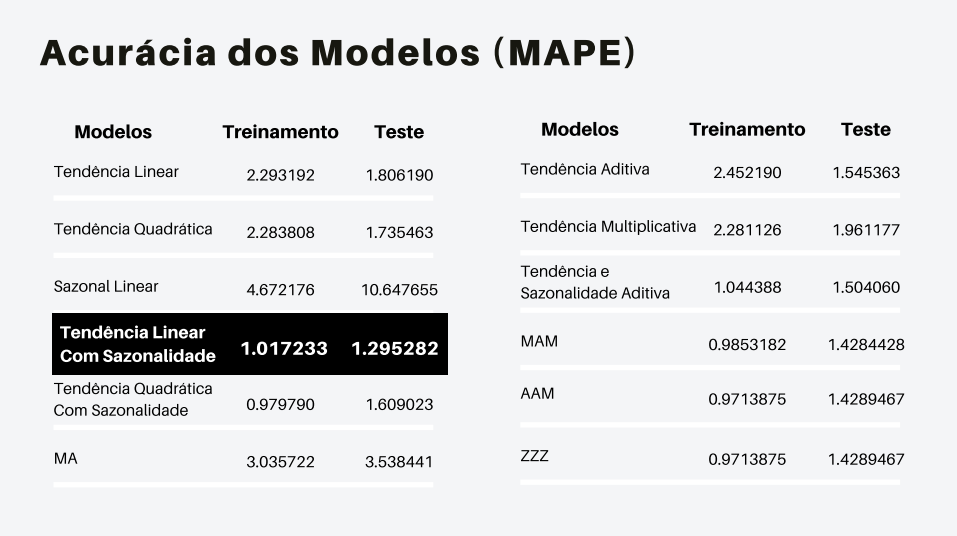 Acurácia dos Modelos (MAPE)
Modelos Treinamento Teste
Tendência Linear 2.293192 1.806190
Tendência Quadrática 2.283808 1.735463
Sazonal Linear 4.672176 10.647655
Tendência Linear
Com Sazonalidade 1.017233 1.295282
Tendência Quadrática
Com Sazonalidade 0.979790 1.609023
MA 3.035722 3.538441
Modelos Treinamento Teste
Tendência Aditiva 2.452190 1.545363
Tendência Multiplicativa 2.281126 1.961177
Tendência e
Sazonalidade Aditiva 1.044388 1.504060
MAM 0.9853182 1.4284428
AAM 0.9713875 1.4289467
ZZZ 0.9713875 1.4289467